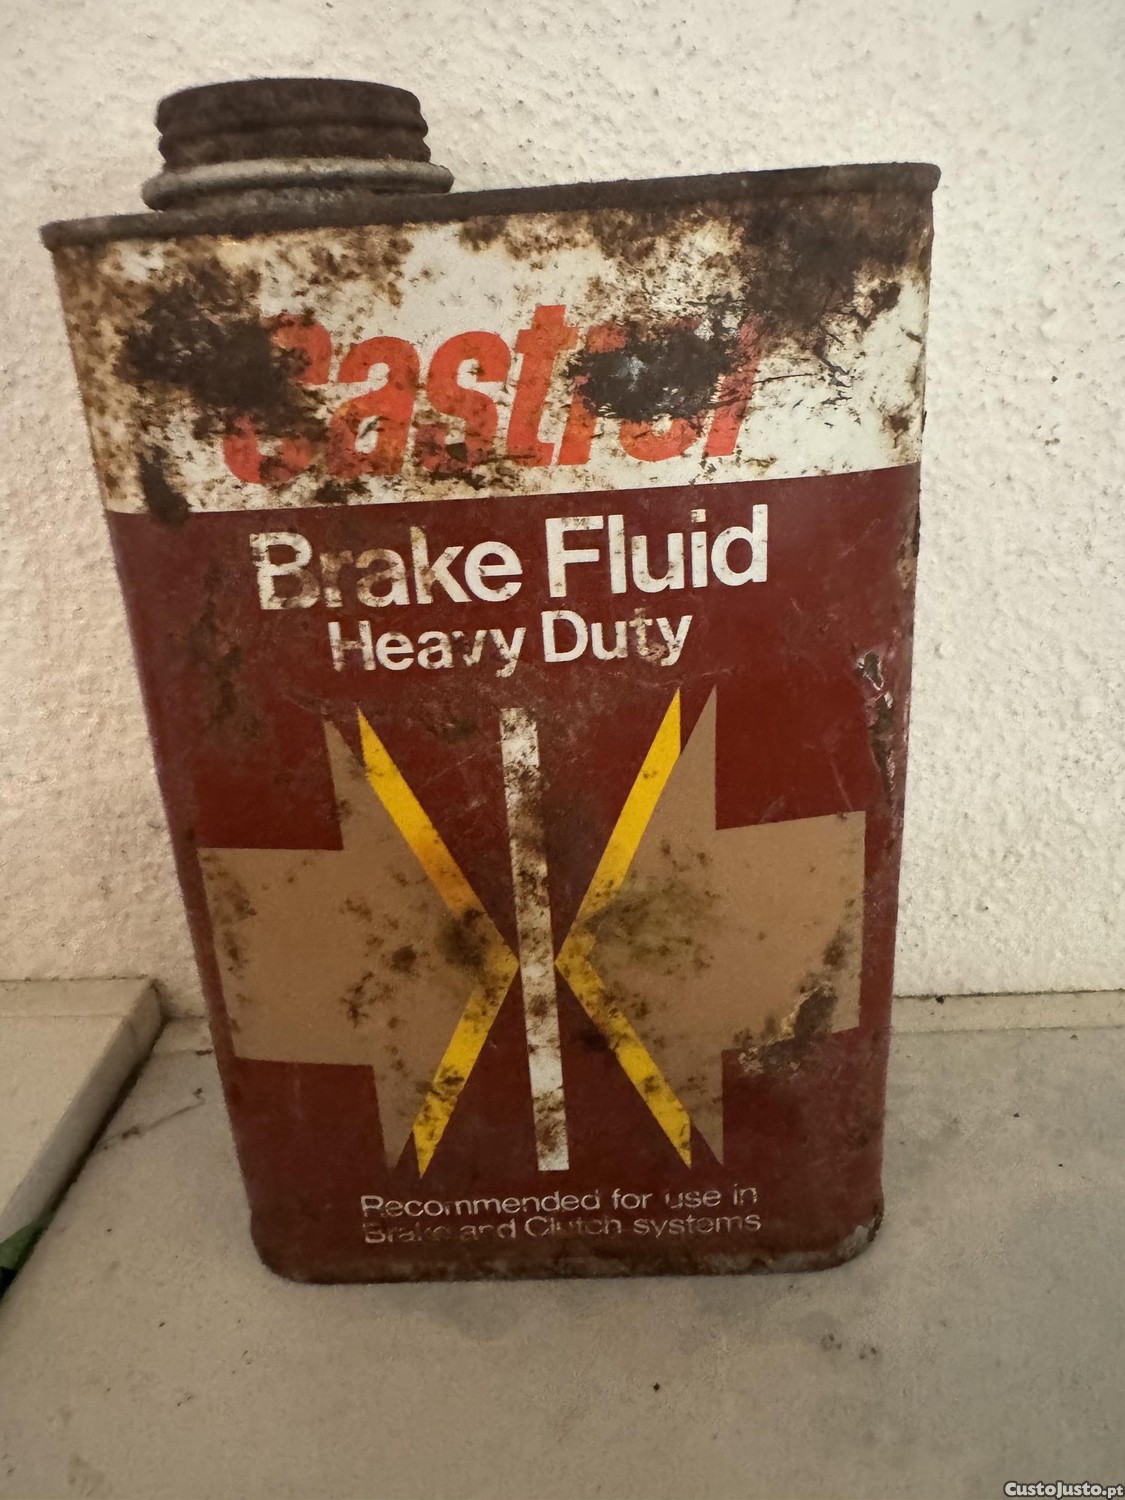 Castrol
Brake Fluid
Heavy Duty
Recommended for use in
Brake and Clutch systems
CustoJusto.pt